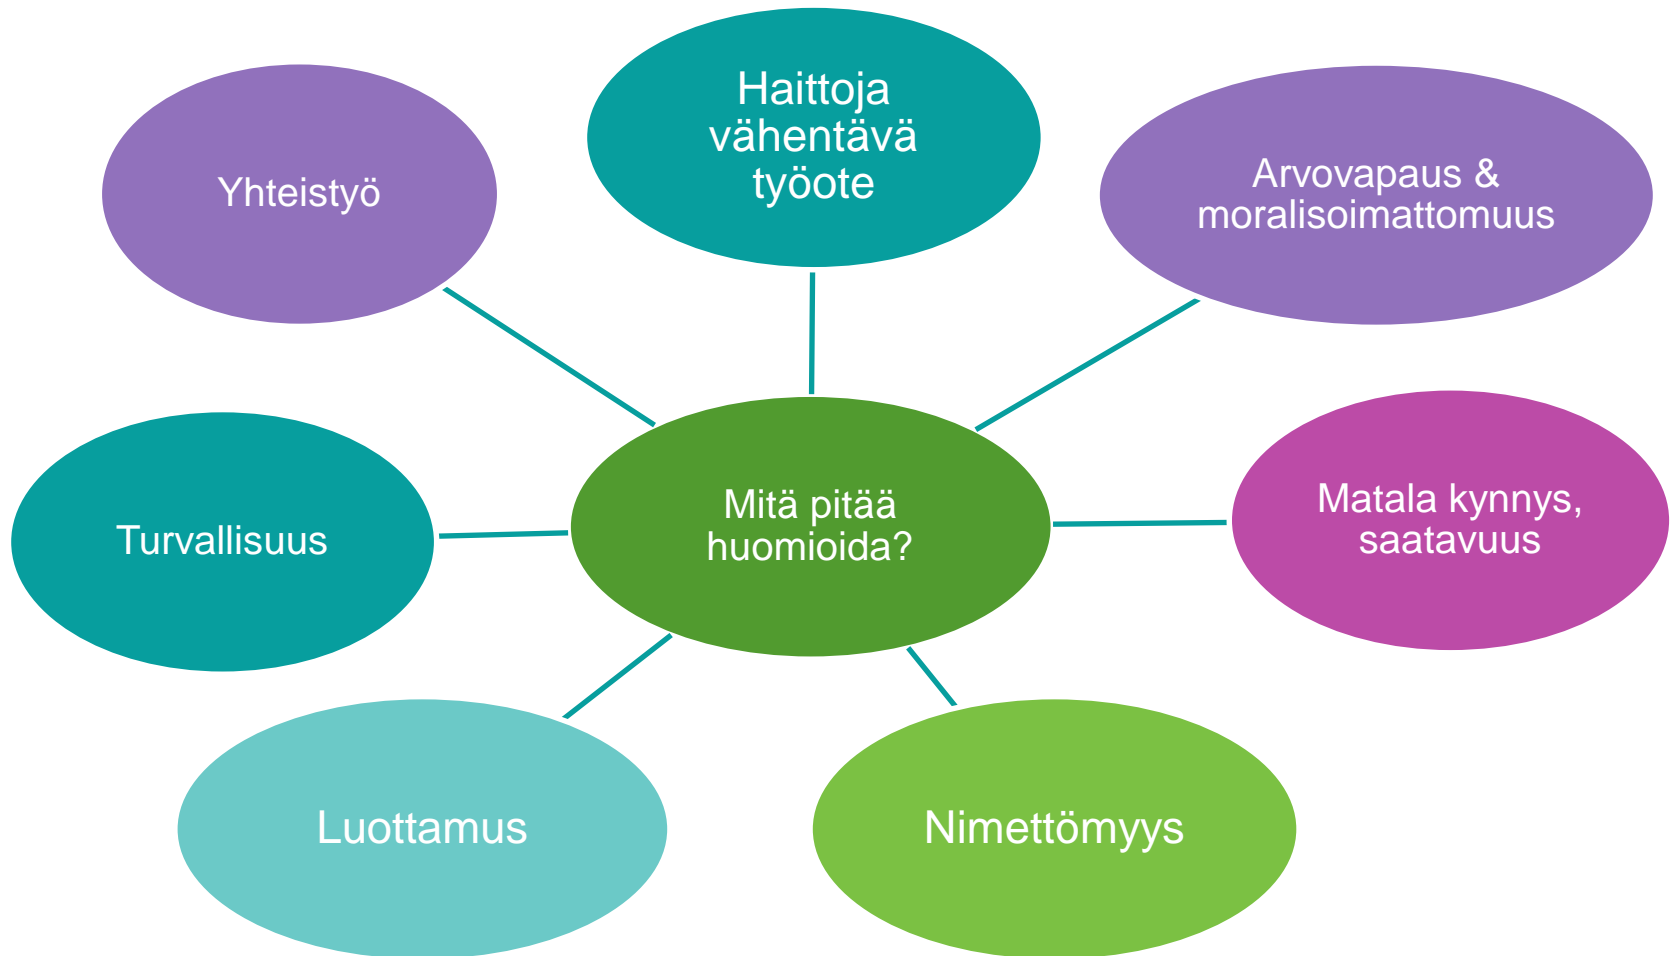 Haittoja
vähentävä
työote
Yhteistyö
Arvovapaus &
moralisoimattomuus
Mitä pitää
huomioida?
Matala kynnys,
saatavuus
Turvallisuus
Luottamus
Nimettömyys